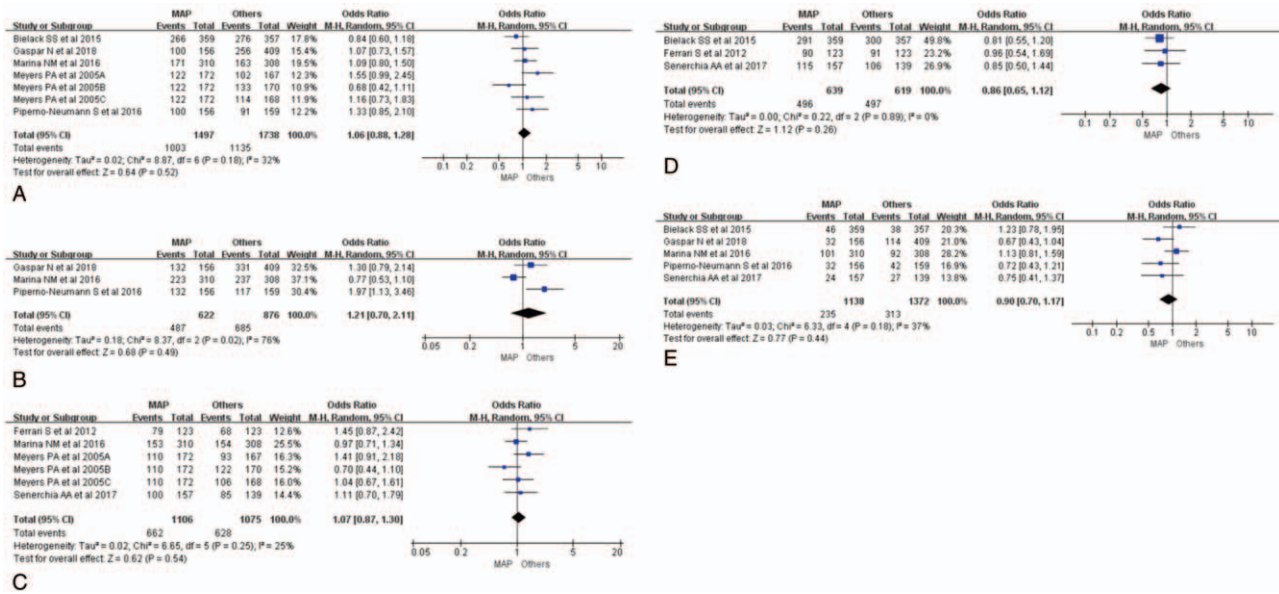 MAP Others Odds Ratio Odds Ratio
Study or Subgroup Events Total Events Total Weight M-H, Random, 95% CI M-H, Random, 95% CI
Bielack SS et al 2015 266 359 276 357 17.8% 0.84 [0.60, 1.18]
Gaspar N et al 2018 100 156 256 409 15.4% 1.07 [0.73, 1.57]
Marina NM et al 2016 171 310 163 308 20.5% 1.09 [0.80, 1.50]
Meyers PA et al 2005A 122 172 102 167 12.3% 1.55 [0.99, 2.45]
Meyers PA et al 2005B 122 172 133 170 10.8% 0.68 [0.42, 1.11]
Meyers PA et al 2005C 122 172 114 168 11.9% 1.16 [0.73, 1.83]
Piperno-Neumann S et al 2016 100 156 91 159 12.2% 1.33 [0.85, 2.10]
Total (95% CI) 1497 1738 100.0% 1.06 [0.88, 1.28]
Total events 1003 1135
Heterogeneity: Tau² = 0.02; Chi² = 8.87, df = 6 (P = 0.18); I² = 32%
Test for overall effect: Z = 0.64 (P = 0.52)
0.1 0.2 0.5 1 2 5 10
MAP Others
A
MAP Others Odds Ratio Odds Ratio
Study or Subgroup Events Total Events Total Weight M-H, Random, 95% CI M-H, Random, 95% CI
Gaspar N et al 2018 132 156 331 409 32.5% 1.30 [0.79, 2.14]
Marina NM et al 2016 223 310 237 308 37.1% 0.77 [0.53, 1.10]
Piperno-Neumann S et al 2016 132 156 117 159 30.4% 1.97 [1.13, 3.46]
Total (95% CI) 622 876 100.0% 1.21 [0.70, 2.11]
Total events 487 685
Heterogeneity: Tau² = 0.18; Chi² = 8.37, df = 2 (P = 0.02); I² = 76%
Test for overall effect: Z = 0.68 (P = 0.49)
0.05 0.2 1 5 20
MAP Others
B
MAP Others Odds Ratio Odds Ratio
Study or Subgroup Events Total Events Total Weight M-H, Random, 95% CI M-H, Random, 95% CI
Ferrari S et al 2012 79 123 68 123 12.6% 1.45 [0.87, 2.42]
Marina NM et al 2016 153 310 154 308 25.5% 0.97 [0.71, 1.34]
Meyers PA et al 2005A 110 172 93 167 16.3% 1.41 [0.91, 2.18]
Meyers PA et al 2005B 110 172 122 170 15.2% 0.70 [0.44, 1.10]
Meyers PA et al 2005C 110 172 106 168 16.0% 1.04 [0.67, 1.61]
Senerchia AA et al 2017 100 157 85 139 14.4% 1.11 [0.70, 1.79]
Total (95% CI) 1106 1075 100.0% 1.07 [0.87, 1.30]
Total events 662 628
Heterogeneity: Tau² = 0.02; Chi² = 6.65, df = 5 (P = 0.25); I² = 25%
Test for overall effect: Z = 0.62 (P = 0.54)
0.05 0.2 1 5 20
MAP Others
C
MAP Others Odds Ratio Odds Ratio
Study or Subgroup Events Total Events Total Weight M-H, Random, 95% CI M-H, Random, 95% CI
Bielack SS et al 2015 291 359 300 357 49.8% 0.81 [0.55, 1.20]
Ferrari S et al 2012 90 123 91 123 23.2% 0.96 [0.54, 1.69]
Senerchia AA et al 2017 115 157 106 139 26.9% 0.85 [0.50, 1.44]
Total (95% CI) 639 619 100.0% 0.86 [0.65, 1.12]
Total events 496 497
Heterogeneity: Tau² = 0.00; Chi² = 0.22, df = 2 (P = 0.89); I² = 0%
Test for overall effect: Z = 1.12 (P = 0.26)
0.1 0.2 0.5 1 2 5 10
MAP Others
D
MAP Others Odds Ratio Odds Ratio
Study or Subgroup Events Total Events Total Weight M-H, Random, 95% CI M-H, Random, 95% CI
Bielack SS et al 2015 46 359 38 357 20.3% 1.23 [0.78, 1.95]
Gaspar N et al 2018 32 156 114 409 21.0% 0.67 [0.43, 1.04]
Marina NM et al 2016 101 310 92 308 31.1% 1.13 [0.81, 1.59]
Piperno-Neumann S et al 2016 32 156 42 159 13.8% 0.72 [0.43, 1.21]
Senerchia AA et al 2017 24 157 27 139 13.8% 0.75 [0.41, 1.37]
Total (95% CI) 1138 1372 100.0% 0.90 [0.70, 1.17]
Total events 235 313
Heterogeneity: Tau² = 0.03; Chi² = 6.33, df = 4 (P = 0.18); I² = 37%
Test for overall effect: Z = 0.77 (P = 0.44)
0.1 0.2 0.5 1 2 5 10
MAP Others
E